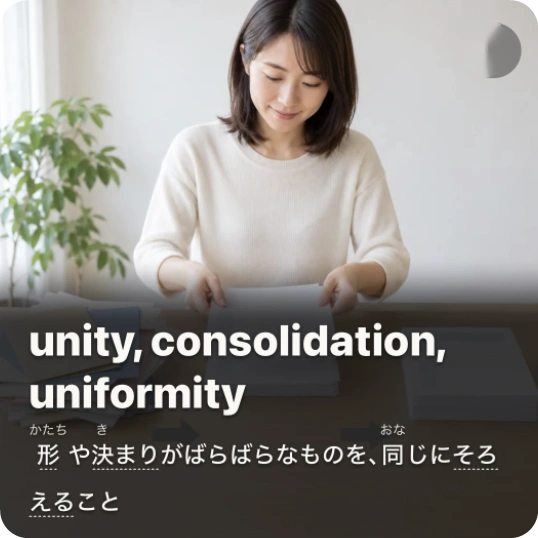 unity, consolidation,
uniformity
かたち き おな
形や決まりがばらばらなものを、同じにそろ
えること